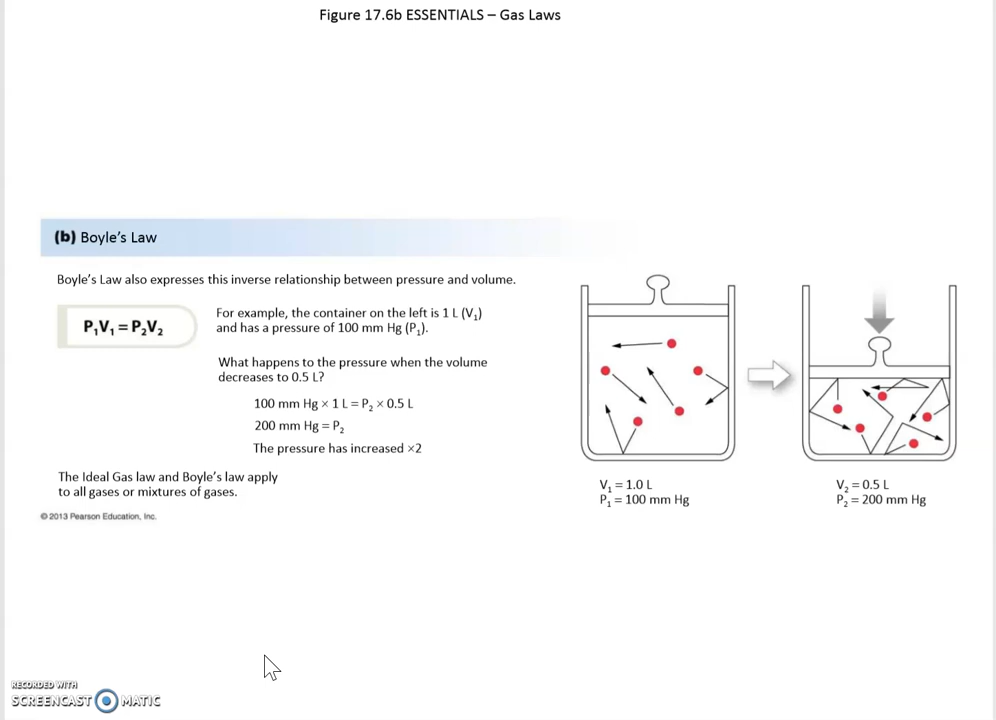 Figure 17.6b ESSENTIALS – Gas Laws
(b) Boyle's Law
Boyle's Law also expresses this inverse relationship between pressure and volume.
P₁V₁ = P₂V₂
For example, the container on the left is 1 L (V₁)
and has a pressure of 100 mm Hg (P₁).
What happens to the pressure when the volume
decreases to 0.5 L?
100 mm Hg × 1 L = P₂ × 0.5 L
200 mm Hg = P₂
The pressure has increased ×2
The Ideal Gas law and Boyle's law apply
to all gases or mixtures of gases.
© 2013 Pearson Education, Inc.
V₁ = 1.0 L
P₁ = 100 mm Hg
V₂ = 0.5 L
P₂ = 200 mm Hg
RECORDED WITH
SCREENCAST MATIC